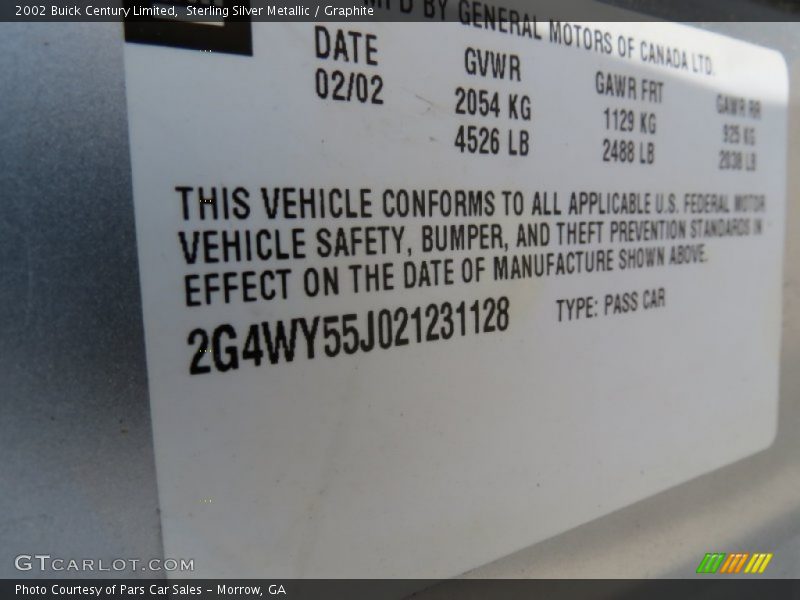 2002 Buick Century Limited,  Sterling Silver Metallic / Graphite
BY GENERAL MOTORS OF CANADA LTD.
DATE GVWR GAWR FRT GAWR RR
02/02 2054 KG 1129 KG 925 KG
4526 LB 2488 LB 2038 LB
THIS VEHICLE CONFORMS TO ALL APPLICABLE U.S. FEDERAL MOTOR
VEHICLE SAFETY, BUMPER, AND THEFT PREVENTION STANDARDS IN
EFFECT ON THE DATE OF MANUFACTURE SHOWN ABOVE.
2G4WY55J021231128 TYPE: PASS CAR
GTCARLOT.COM
Photo Courtesy of Pars Car Sales - Morrow, GA